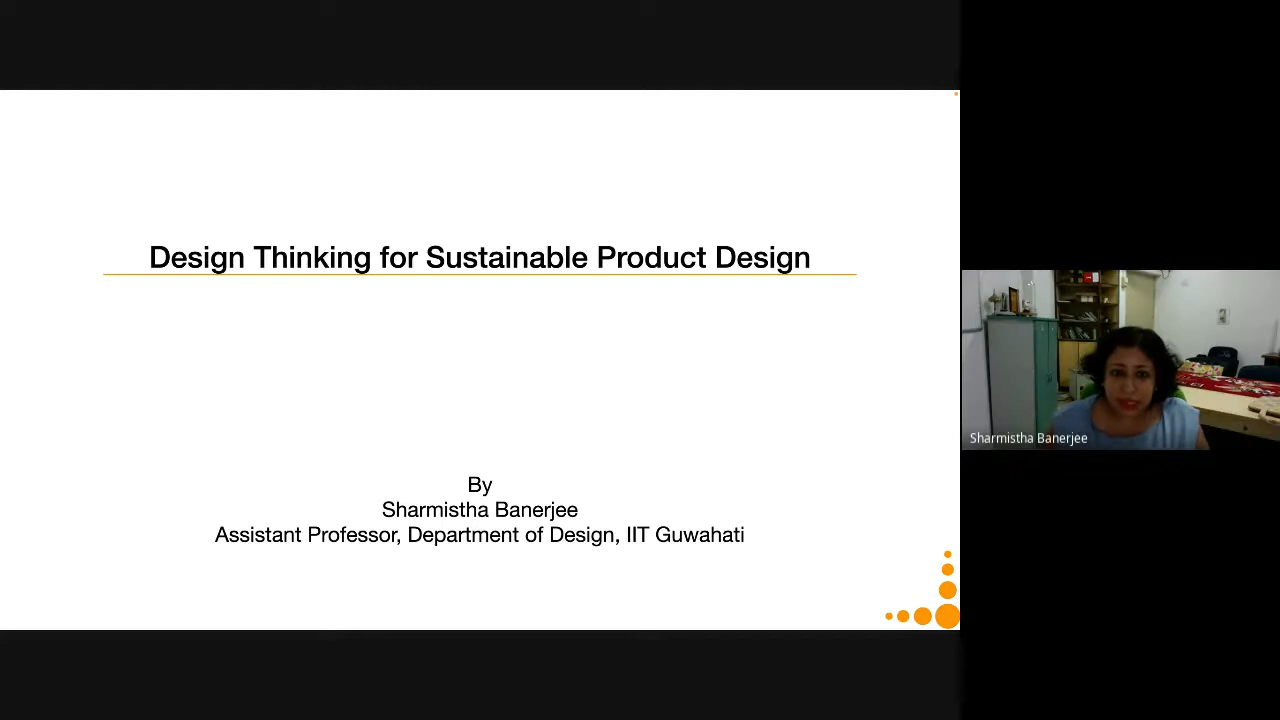 Design Thinking for Sustainable Product Design
By
Sharmistha Banerjee
Assistant Professor, Department of Design, IIT Guwahati
Sharmistha Banerjee